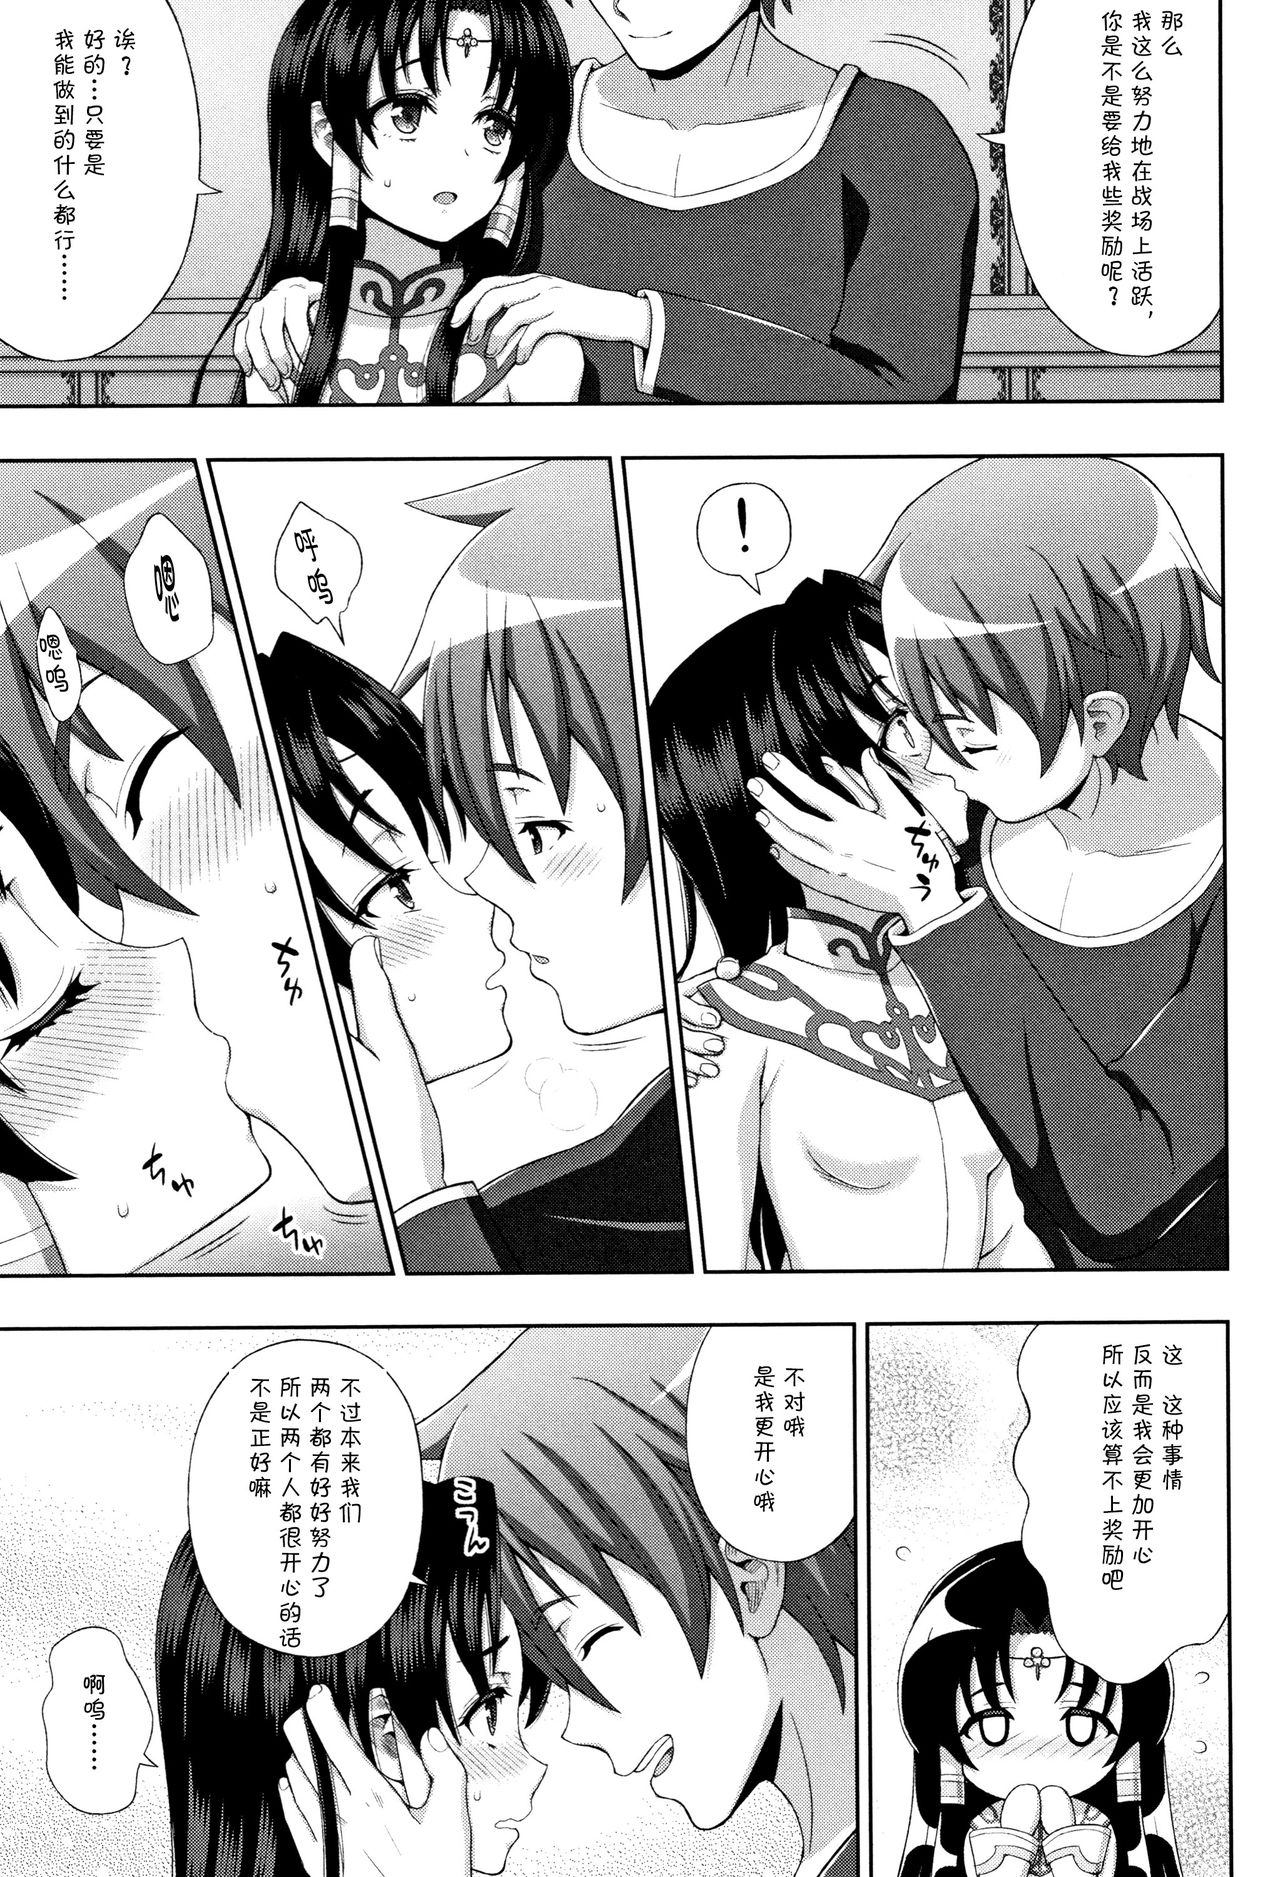 那么
我这么努力地在战场上活跃，
你是不是要给我些奖励呢？
诶？
好的…只要是
我能做到的什么都行……
！
ちゅう
呼呜
ちゅ
ちゅ
嗯
嗯呜
ちゅ
这 这种事情
反而是我会更加开心
所以应该算不上奖励吧
不对哦
是我更开心哦
不过本来我们
两个都有好好努力了
所以两个人都很开心的话
不是正好嘛
こつん
啊呜……